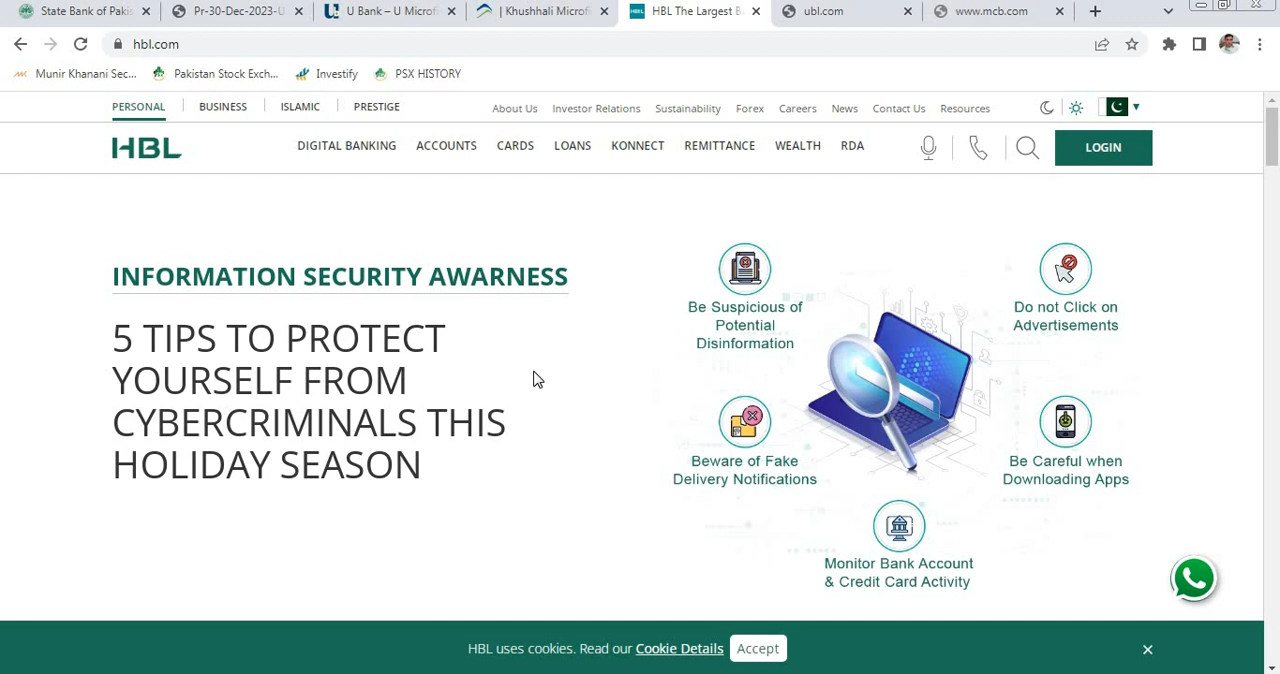 State Bank of Pakis
Pr-30-Dec-2023-U
U Bank – U Microfi
| Khushhali Microfi
HBL The Largest B
ubl.com
www.mcb.com
hbl.com
Munir Khanani Sec...
Pakistan Stock Exch...
Investify
PSX HISTORY
PERSONAL
BUSINESS
ISLAMIC
PRESTIGE
About Us
Investor Relations
Sustainability
Forex
Careers
News
Contact Us
Resources
HBL
DIGITAL BANKING
ACCOUNTS
CARDS
LOANS
KONNECT
REMITTANCE
WEALTH
RDA
LOGIN
INFORMATION SECURITY AWARNESS
5 TIPS TO PROTECT
YOURSELF FROM
CYBERCRIMINALS THIS
HOLIDAY SEASON
Be Suspicious of
Potential
Disinformation
Do not Click on
Advertisements
Beware of Fake
Delivery Notifications
Be Careful when
Downloading Apps
Monitor Bank Account
& Credit Card Activity
HBL uses cookies. Read our Cookie Details
Accept